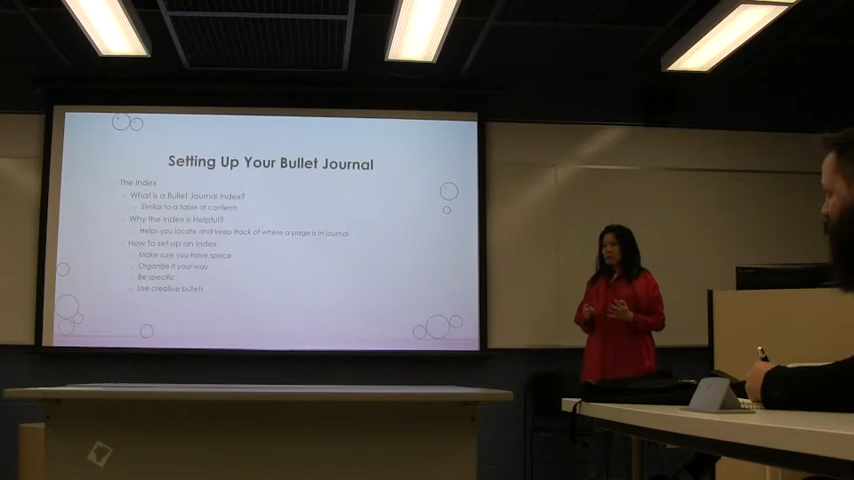 Setting Up Your Bullet Journal
The Index
What is a Bullet Journal Index?
Similar to a table of contents
Why the Index is Helpful?
Helps you locate and keep track of where a page is in journal
How to set up an index
Make sure you have space
Organize it your way
Be specific
Use creative bullets